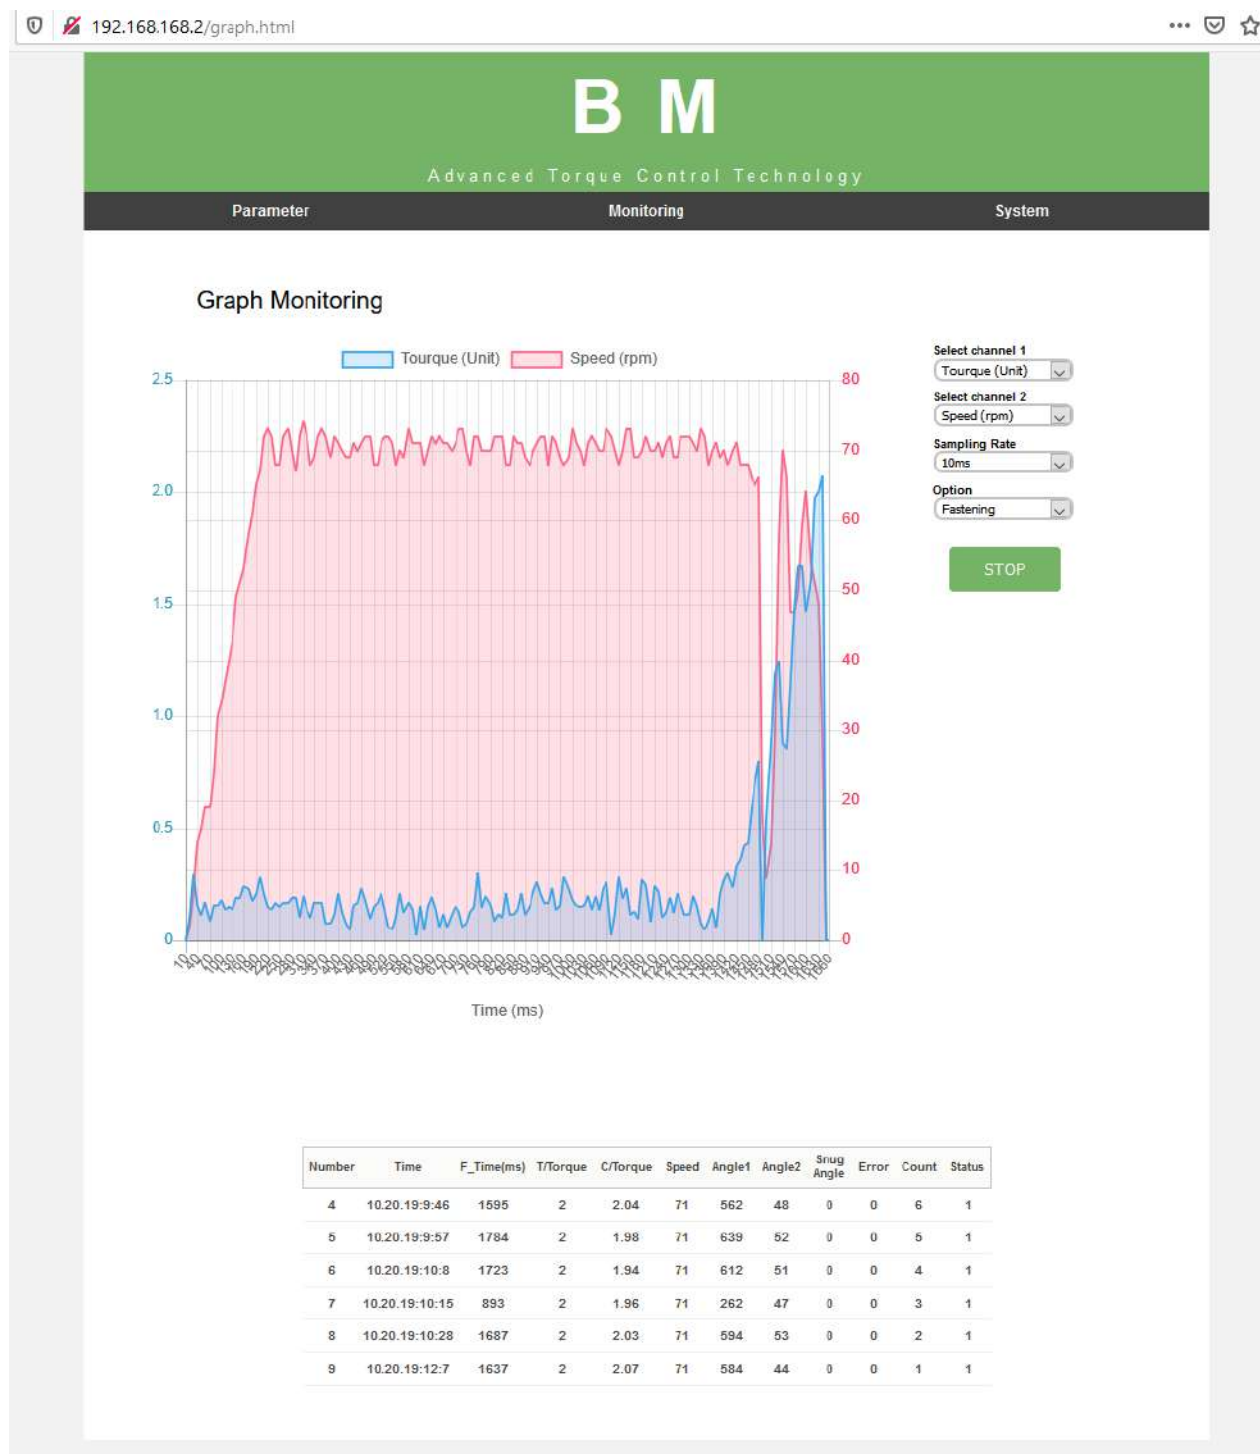 192.168.168.2/graph.html
B M
Advanced Torque Control Technology
Parameter Monitoring System
Graph Monitoring
Tourque (Unit) Speed (rpm)
2.5
2.0
1.5
1.0
0.5
0
80
70
60
50
40
30
20
10
0
Time (ms)
Select channel 1
Tourque (Unit)
Select channel 2
Speed (rpm)
Sampling Rate
10ms
Option
Fastening
STOP
Number Time F_Time(ms) T/Torque C/Torque Speed Angle1 Angle2 Snug Angle Error Count Status
4 10.20.19:9:46 1595 2 2.04 71 562 48 0 0 6 1
5 10.20.19:9:57 1784 2 1.98 71 639 52 0 0 5 1
6 10.20.19:10:8 1723 2 1.94 71 612 51 0 0 4 1
7 10.20.19:10:15 893 2 1.96 71 262 47 0 0 3 1
8 10.20.19:10:28 1687 2 2.03 71 594 53 0 0 2 1
9 10.20.19:12:7 1637 2 2.07 71 584 44 0 0 1 1